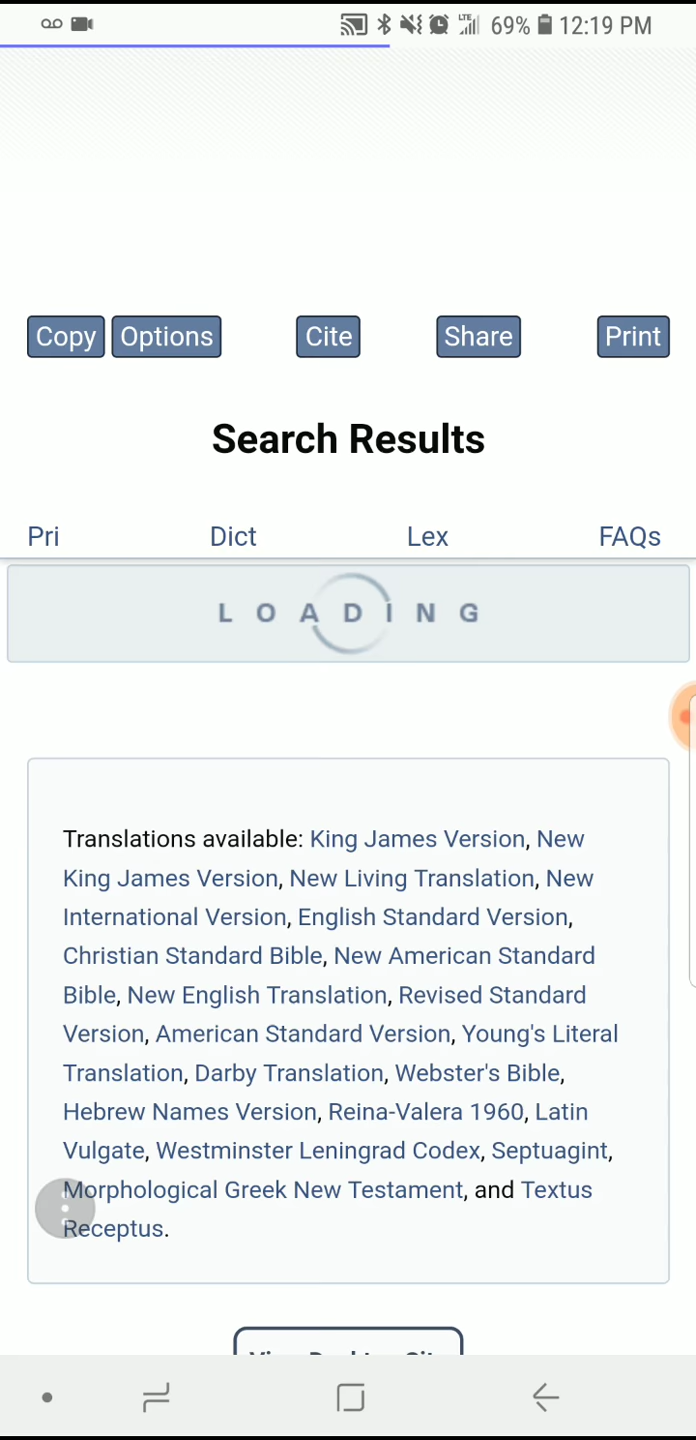 LTE 69% 12:19 PM
Copy Options Cite Share Print
Search Results
Pri Dict Lex FAQs
LOADING
Translations available: King James Version, New
King James Version, New Living Translation, New
International Version, English Standard Version,
Christian Standard Bible, New American Standard
Bible, New English Translation, Revised Standard
Version, American Standard Version, Young's Literal
Translation, Darby Translation, Webster's Bible,
Hebrew Names Version, Reina-Valera 1960, Latin
Vulgate, Westminster Leningrad Codex, Septuagint,
Morphological Greek New Testament, and Textus
Receptus.